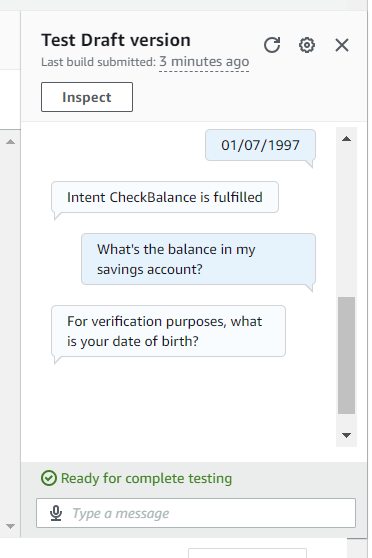 Test Draft version
Last build submitted: 3 minutes ago
Inspect
01/07/1997
Intent CheckBalance is fulfilled
What's the balance in my
savings account?
For verification purposes, what
is your date of birth?
Ready for complete testing
Type a message